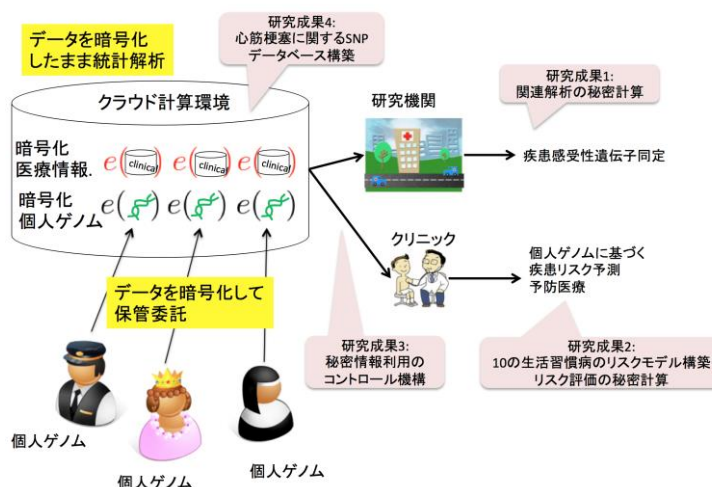 データを暗号化
したまま統計解析
研究成果4:
心筋梗塞に関するSNP
データベース構築
クラウド計算環境
暗号化
医療情報.
e(clinical) e(clinical) e(clinical)
暗号化
個人ゲノム
e( ) e( ) e( )
研究機関
研究成果1:
関連解析の秘密計算
疾患感受性遺伝子同定
クリニック
個人ゲノムに基づく
疾患リスク予測
予防医療
データを暗号化して
保管委託
研究成果3:
秘密情報利用の
コントロール機構
研究成果2:
10の生活習慣病のリスクモデル構築
リスク評価の秘密計算
個人ゲノム
個人ゲノム
個人ゲノム